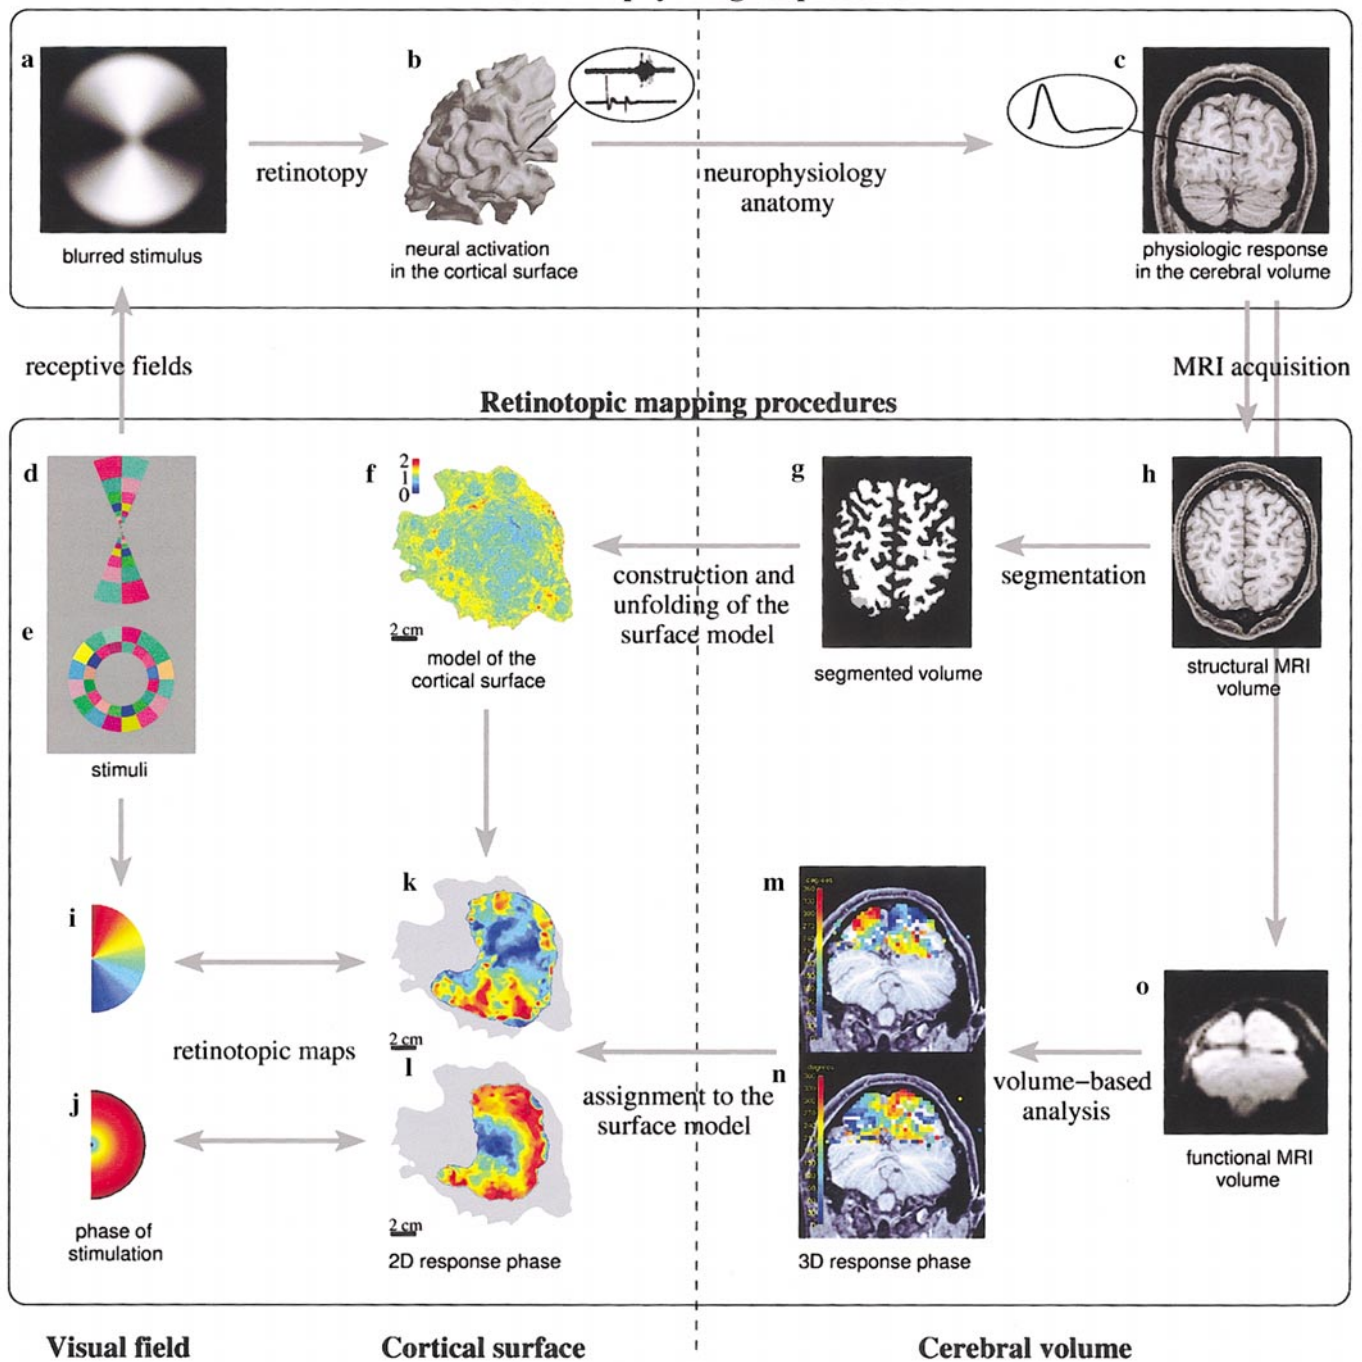 a
b
c
retinotopy
neurophysiology
anatomy
blurred stimulus
neural activation
in the cortical surface
physiologic response
in the cerebral volume
receptive fields
MRI acquisition
Retinotopic mapping procedures
d
e
stimuli
f
2
1
0
2 cm
model of the
cortical surface
construction and
unfolding of the
surface model
g
segmented volume
segmentation
h
structural MRI
volume
i
j
phase of
stimulation
retinotopic maps
k
2 cm
l
2 cm
2D response phase
assignment to the
surface model
m
n
3D response phase
volume-based
analysis
o
functional MRI
volume
Visual field
Cortical surface
Cerebral volume